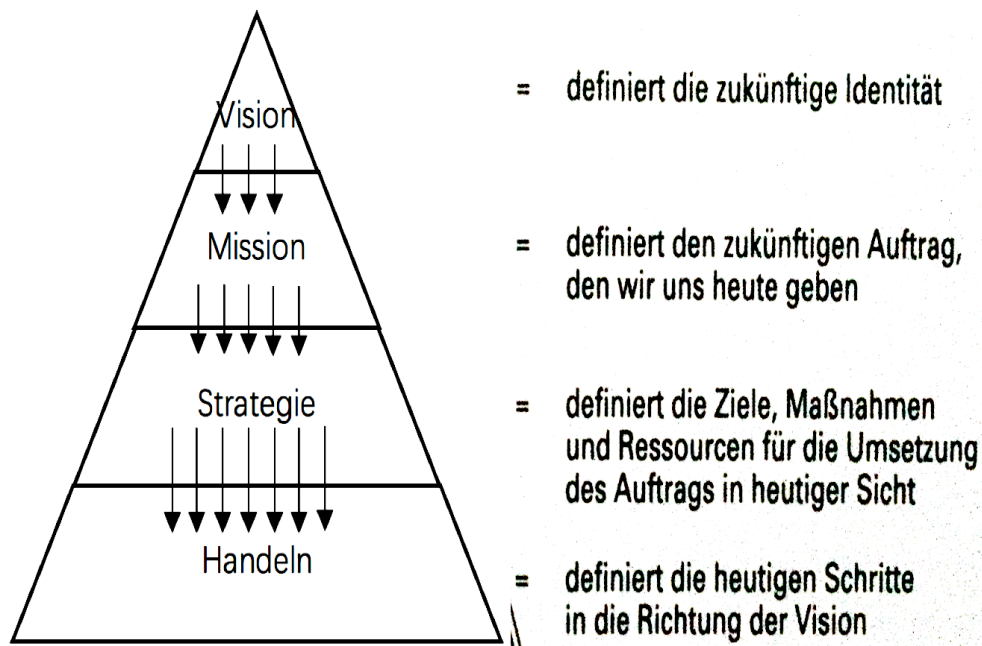 Vision
= definiert die zukünftige Identität
Mission
= definiert den zukünftigen Auftrag,
den wir uns heute geben
Strategie
= definiert die Ziele, Maßnahmen
und Ressourcen für die Umsetzung
des Auftrags in heutiger Sicht
Handeln
= definiert die heutigen Schritte
in die Richtung der Vision